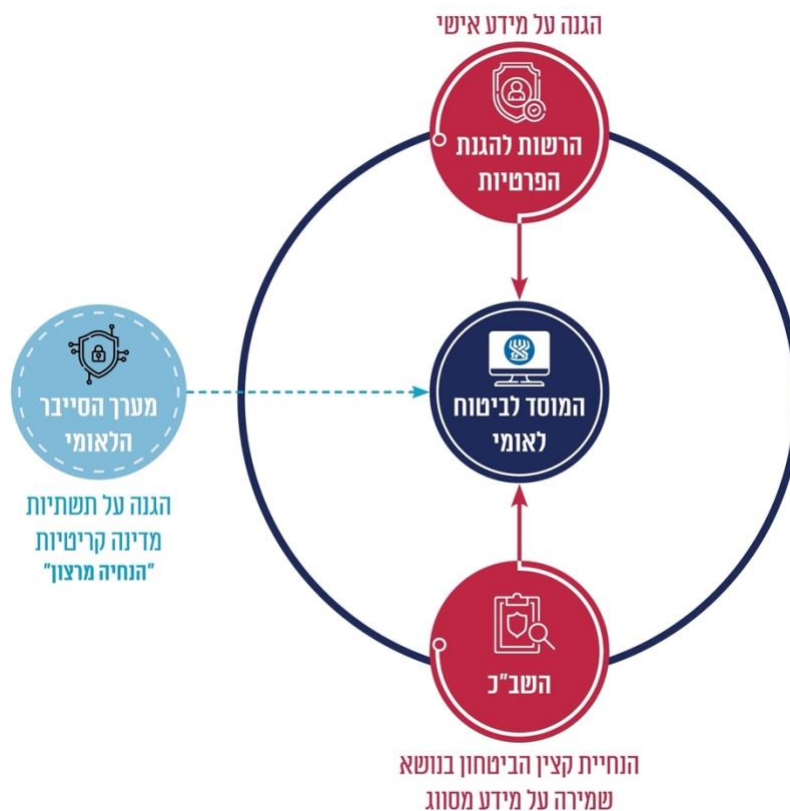 הגנה על מידע אישי
הרשות להגנת
הפרטיות
המוסד לביטוח
לאומי
מערך הסייבר
הלאומי
הגנה על תשתיות
מדינה קריטיות
"הנחיה מרצון"
השב"כ
הנחיית קצין הביטחון בנושא
שמירה על מידע מסווג